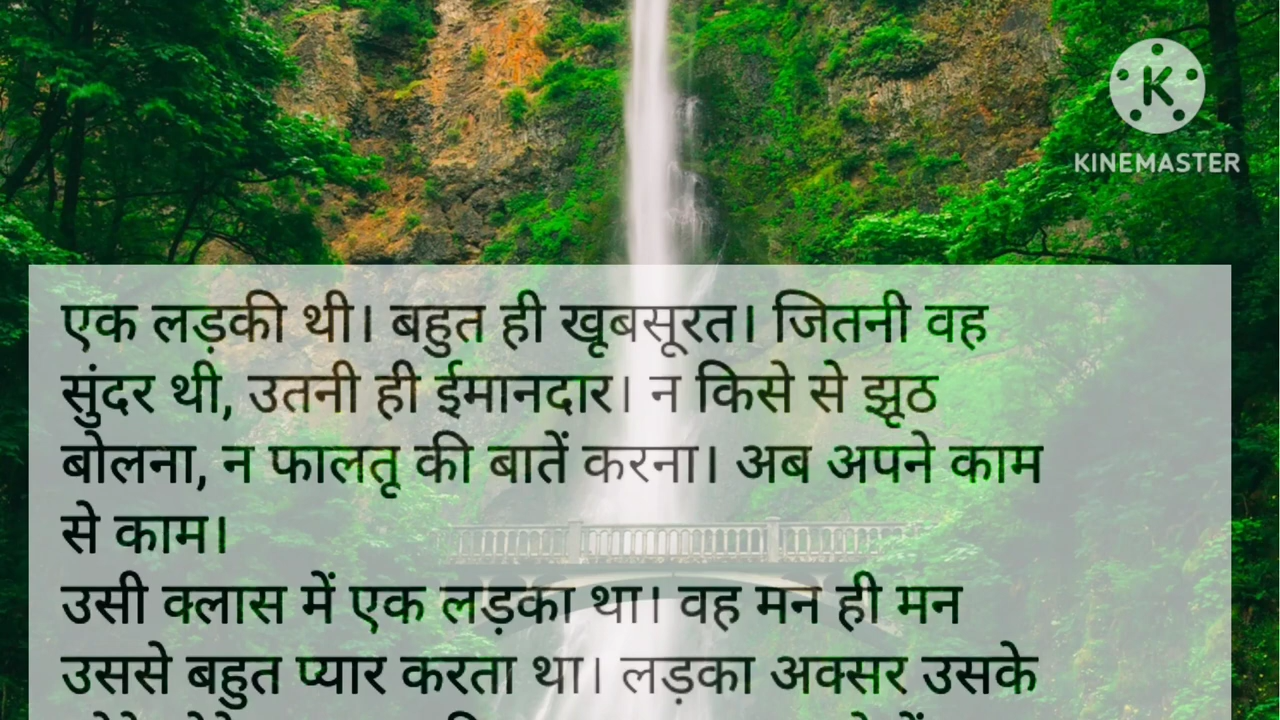 KINEMASTER
एक लड़की थी। बहुत ही खूबसूरत। जितनी वह
सुंदर थी, उतनी ही ईमानदार। न किसे से झूठ
बोलना, न फालतू की बातें करना। अब अपने काम
से काम।
उसी क्लास में एक लड़का था। वह मन ही मन
उससे बहुत प्यार करता था। लड़का अक्सर उसके